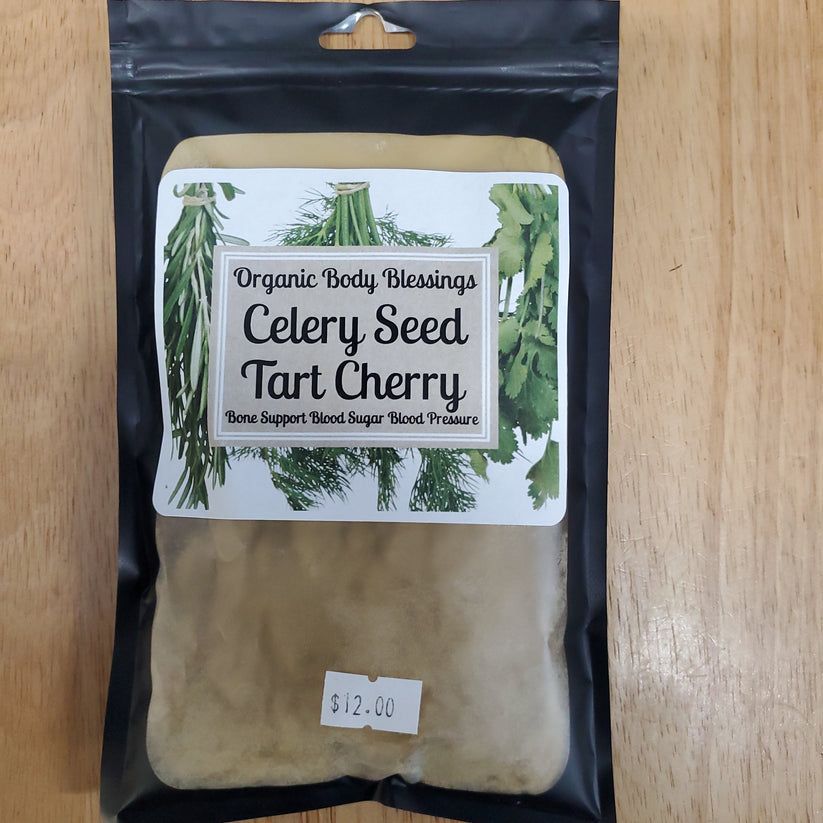 Organic Body Blessings
Celery Seed
Tart Cherry
Bone Support Blood Sugar Blood Pressure
$12.00